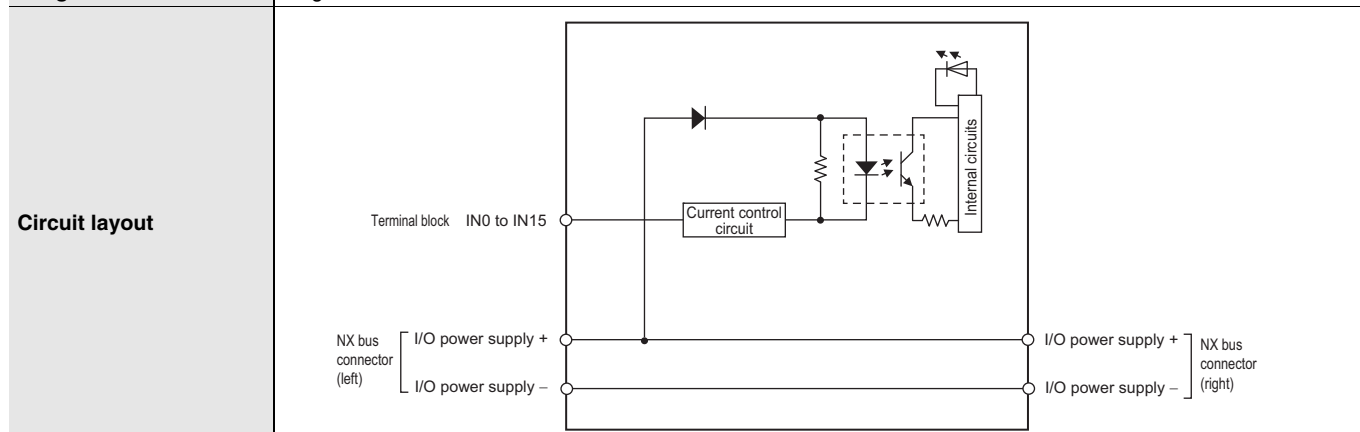 Circuit layout
Internal circuits
Terminal block IN0 to IN15
Current control
circuit
NX bus
connector
(left)
I/O power supply +
I/O power supply −
I/O power supply +
I/O power supply −
NX bus
connector
(right)